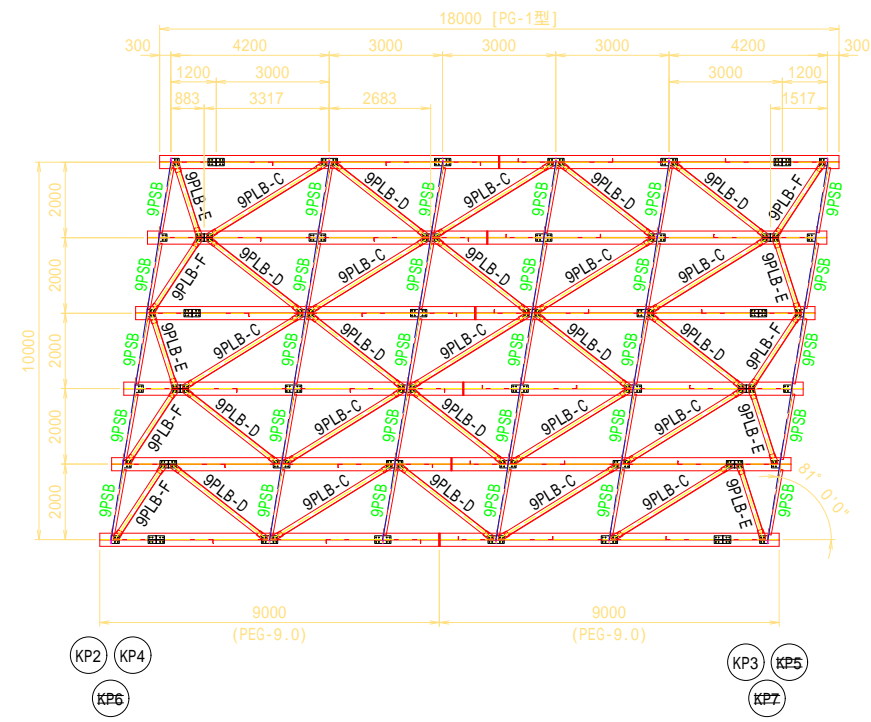 18000 [PG-1型]
300 4200 3000 3000 3000 4200 300
1200 3000 3000 1200
883 3317 2683 1517
2000 9PSB 9PLB-E 9PLB-C 9PSB 9PLB-D 9PSB 9PLB-C 9PSB 9PLB-D 9PSB 9PLB-D 9PLB-F 9PSB
2000 9PSB 9PLB-F 9PLB-D 9PSB 9PLB-C 9PSB 9PLB-D 9PSB 9PLB-C 9PSB 9PLB-C 9PLB-E 9PSB
10000 2000 9PSB 9PLB-E 9PLB-C 9PSB 9PLB-D 9PSB 9PLB-C 9PSB 9PLB-D 9PSB 9PLB-D 9PLB-F 9PSB
2000 9PSB 9PLB-F 9PLB-D 9PSB 9PLB-C 9PSB 9PLB-D 9PSB 9PLB-C 9PSB 9PLB-C 9PLB-E 9PSB
2000 9PSB 9PLB-F 9PLB-D 9PSB 9PLB-C 9PSB 9PLB-D 9PSB 9PLB-C 9PSB 9PLB-C 9PLB-E 9PSB
81° 0'0"
9000 9000
(PEG-9.0) (PEG-9.0)
KP2 KP4 KP3 KP5
KP6 KP7